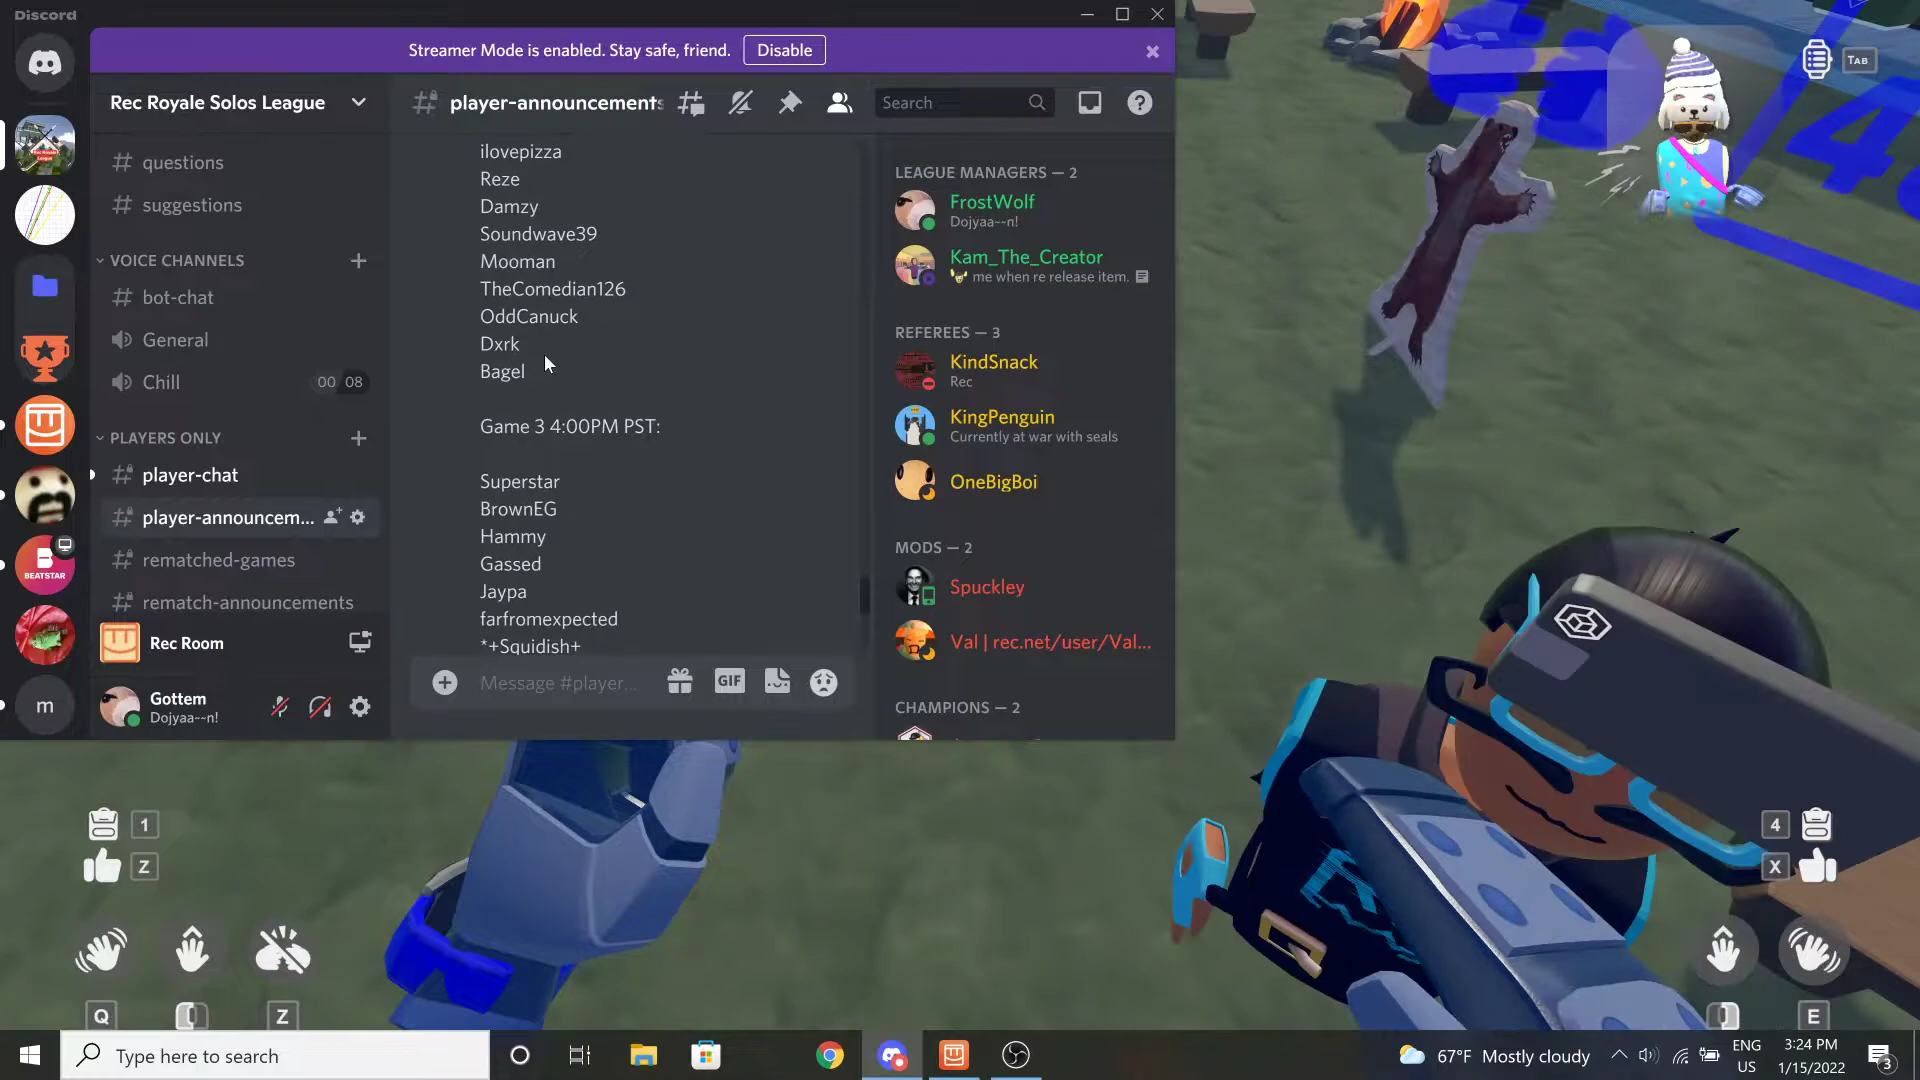 Discord
Streamer Mode is enabled. Stay safe, friend.
Disable
Rec Royale Solos League
player-announcements
Search
TAB
questions
suggestions
VOICE CHANNELS
bot-chat
General
Chill
00 08
PLAYERS ONLY
player-chat
player-announcem...
rematched-games
rematch-announcements
Rec Room
BEATSTAR
m
Gottem
Dojyaa~~n!
ilovepizza
Reze
Damzy
Soundwave39
Mooman
TheComedian126
OddCanuck
Dxrk
Bagel
Game 3 4:00PM PST:
Superstar
BrownEG
Hammy
Gassed
Jaypa
farfromexpected
*+Squidish+
Message #player...
GIF
LEAGUE MANAGERS — 2
FrostWolf
Dojyaa~~n!
Kam_The_Creator
me when re release item.
REFEREES — 3
KindSnack
Rec
KingPenguin
Currently at war with seals
OneBigBoi
MODS — 2
Spuckley
Val | rec.net/user/Val...
CHAMPIONS — 2
1
Z
4
X
Q
Z
E
Type here to search
67°F Mostly cloudy
ENG
US
3:24 PM
1/15/2022
3